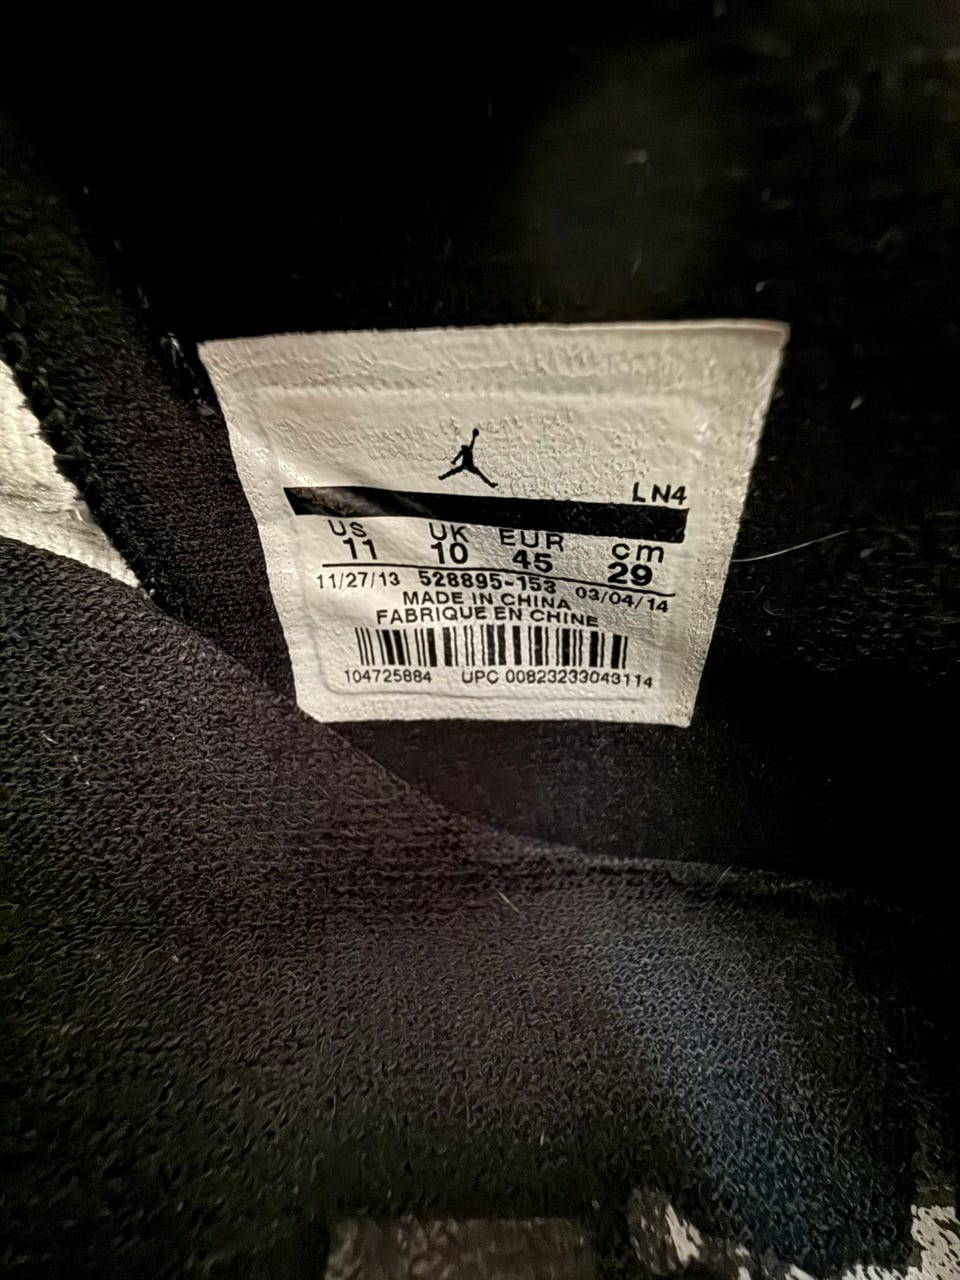 LN4
US UK EUR cm
11 10 45 29
11/27/13 528895-153 03/04/14
MADE IN CHINA
FABRIQUE EN CHINE
104725884 UPC 00823233043114